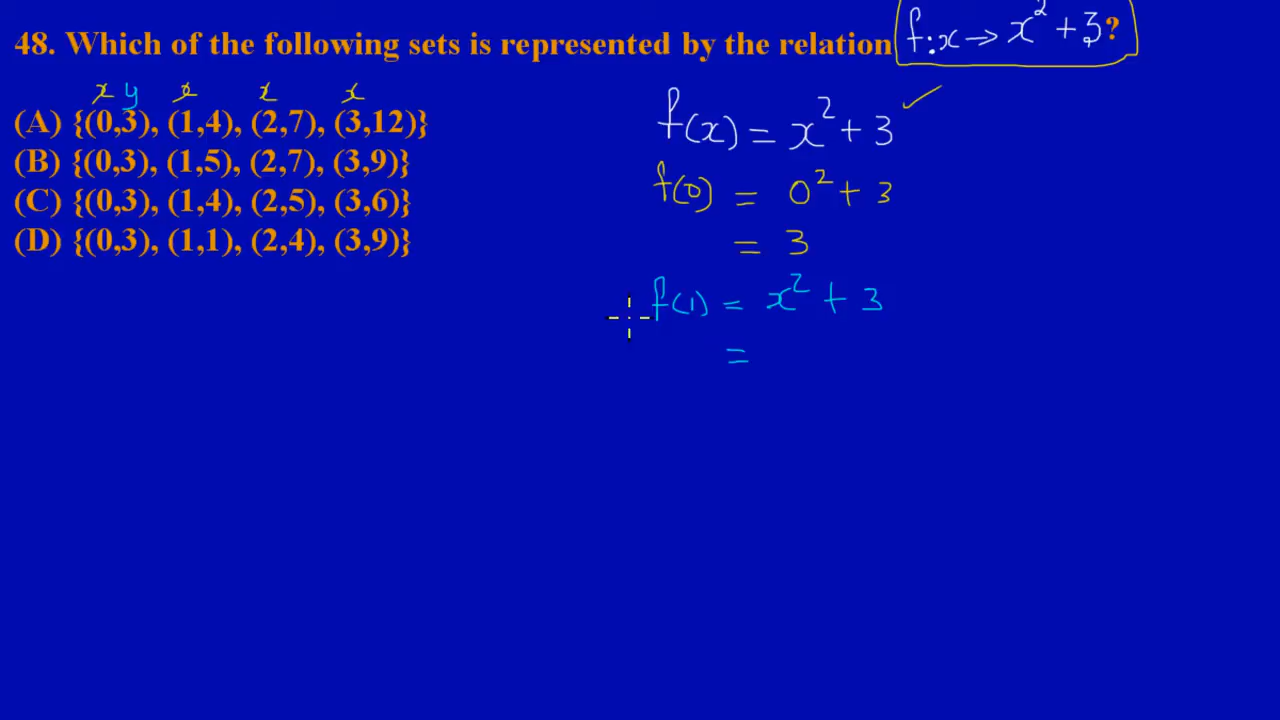 48. Which of the following sets is represented by the relation f:x → x² + 3?
x y x x x
(A) {(0,3), (1,4), (2,7), (3,12)}
(B) {(0,3), (1,5), (2,7), (3,9)}
(C) {(0,3), (1,4), (2,5), (3,6)}
(D) {(0,3), (1,1), (2,4), (3,9)}
f(x) = x² + 3 ✓
f(0) = 0² + 3
= 3
f(1) = x² + 3
=